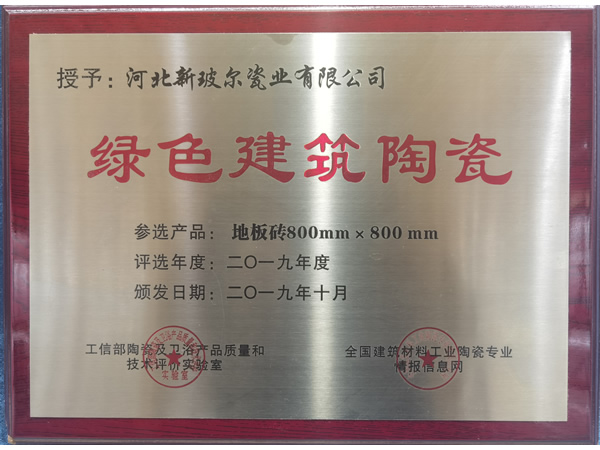 授予：河北新玻尔瓷业有限公司
绿色建筑陶瓷
参选产品：地板砖800mm×800 mm
评选年度：二〇一九年度
颁发日期：二〇一九年十月
工信部陶瓷及卫浴产品质量和
技术评价实验室
全国建筑材料工业陶瓷专业
情报信息网